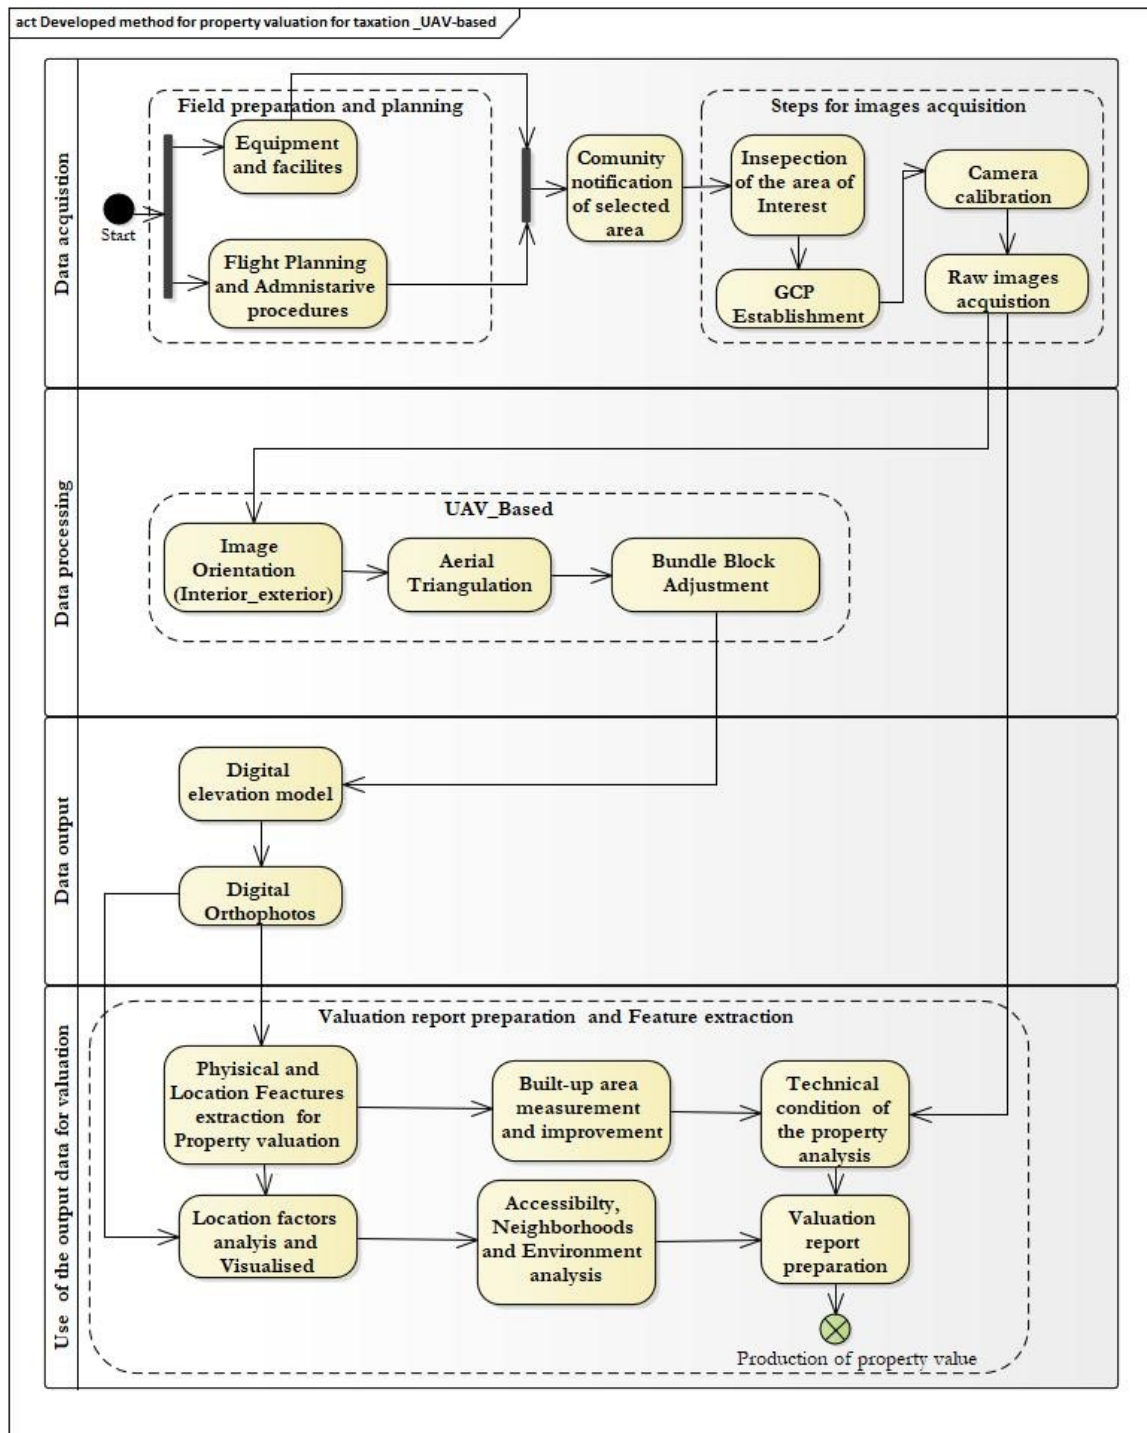 act Developed method for property valuation for taxation _UAV-based
Data acquistion
Field preparation and planning
Start
Equipment
and facilites
Flight Planning
and Admnistarive
procedures
Comunity
notification
of selected
area
Steps for images acquisition
Insepection
of the area of
Interest
GCP
Establishment
Camera
calibration
Raw images
acquistion
Data processing
UAV_Based
Image
Orientation
(Interior_exterior)
Aerial
Triangulation
Bundle Block
Adjustment
Data output
Digital
elevation model
Digital
Orthophotos
Use of the output data for valuation
Valuation report preparation and Feature extraction
Phyisical and
Location Feactures
extraction for
Property valuation
Built-up area
measurement
and improvement
Technical
condition of
the property
analysis
Location factors
analyis and
Visualised
Accessibilty,
Neighborhoods
and Environment
analysis
Valuation
report
preparation
Production of property value